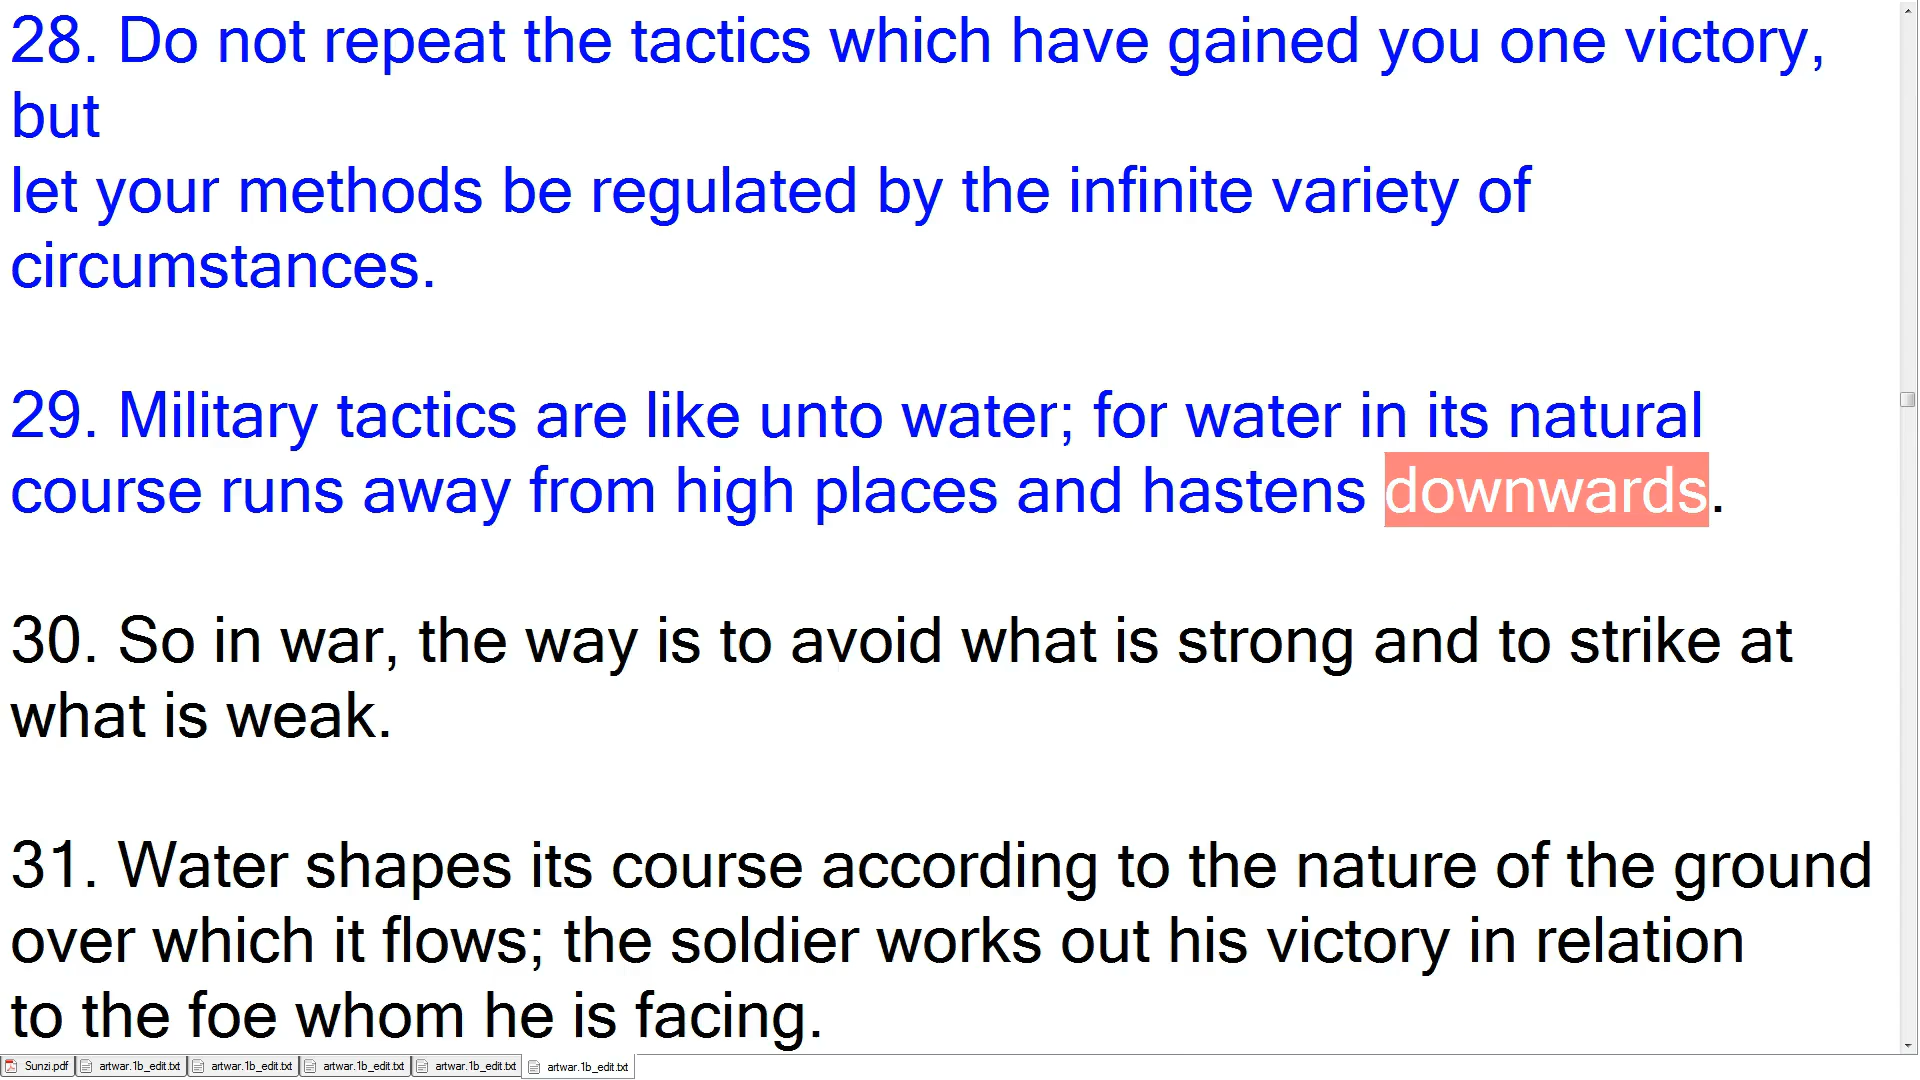 28. Do not repeat the tactics which have gained you one victory,
but
let your methods be regulated by the infinite variety of
circumstances.
29. Military tactics are like unto water; for water in its natural
course runs away from high places and hastens downwards.
30. So in war, the way is to avoid what is strong and to strike at
what is weak.
31. Water shapes its course according to the nature of the ground
over which it flows; the soldier works out his victory in relation
to the foe whom he is facing.
Sunzi.pdf artwar.1b_edit.txt artwar.1b_edit.txt artwar.1b_edit.txt artwar.1b_edit.txt artwar.1b_edit.txt